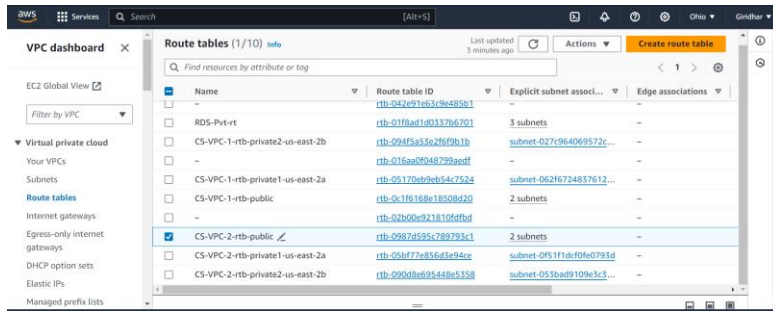 aws Services Search [Alt+S] Ohio ▼ Giridhar ▼
VPC dashboard
EC2 Global View
Filter by VPC
Virtual private cloud
Your VPCs
Subnets
Route tables
Internet gateways
Egress-only internet
gateways
DHCP option sets
Elastic IPs
Managed prefix lists
Route tables (1/10) Info
Last updated
3 minutes ago
Actions ▼
Create route table
Find resources by attribute or tag
< 1 >
Name Route table ID Explicit subnet associ... Edge associations
– rtb-042e91e63c9e485b1 – –
RDS-Pvt-rt rtb-01f8ad1d0337b6701 3 subnets –
CS-VPC-1-rtb-private2-us-east-2b rtb-094f5a53e2f6f9b1b subnet-027c964069572c... –
– rtb-016aa0f048799aedf – –
CS-VPC-1-rtb-private1-us-east-2a rtb-05170eb9eb54c7524 subnet-062f6724837612... –
CS-VPC-1-rtb-public rtb-0c1f6168e18508d20 2 subnets –
– rtb-02b00e921810fdfbd – –
CS-VPC-2-rtb-public rtb-0987d595c789793c1 2 subnets –
CS-VPC-2-rtb-private1-us-east-2a rtb-05bf77e856d3e94ce subnet-0f51f1dcf0fe0793d –
CS-VPC-2-rtb-private2-us-east-2b rtb-090d8e695448e5358 subnet-053bad9109e3c3... –